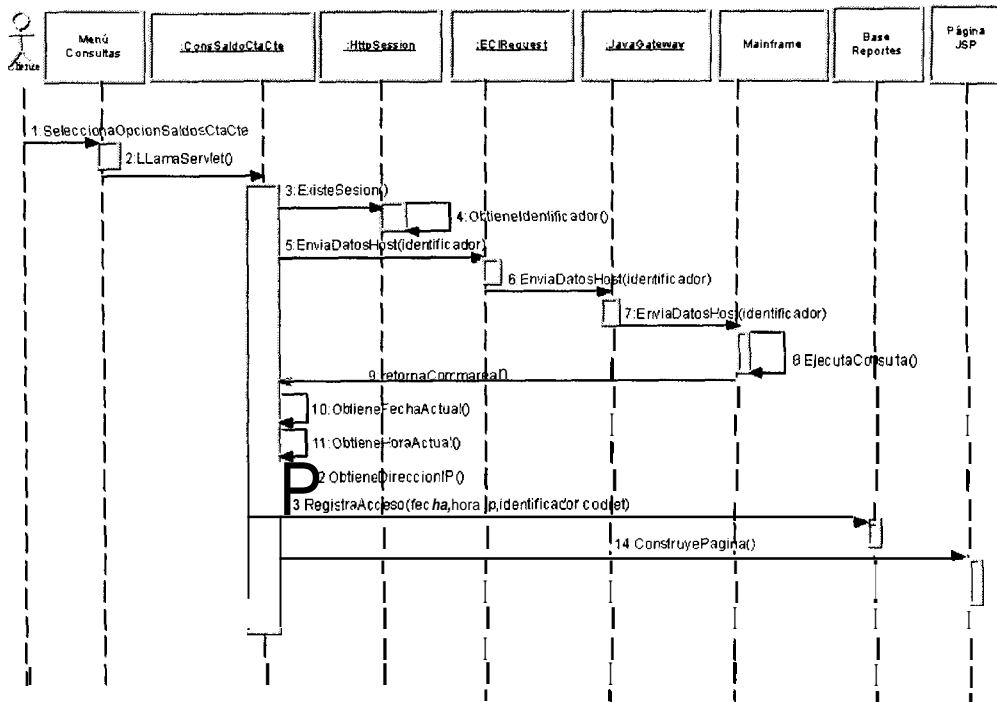 Menú
Consultas
:ConsSaldoCtaCte
:HttpSession
:ECIRequest
:JavaGateway
Mainframe
Base
Reportes
Página
JSP
1:SeleccionaOpcionSaldosCtaCte
2:LLamaServlet()
3:ExisteSesion()
4:ObtieneIdentificador()
5:EnviaDatosHost(identificador)
6 EnviaDatosHost(identificador)
7:EnviaDatosHost(identificador)
8 EjecutaConsulta()
9 retornaCommarea()
10:ObtieneFechaActual()
11:ObtieneHoraActual()
2 ObtieneDireccionIP()
3 RegistraAcceso(fecha,hora ip,identificador codret)
14 ConstruyePagina()